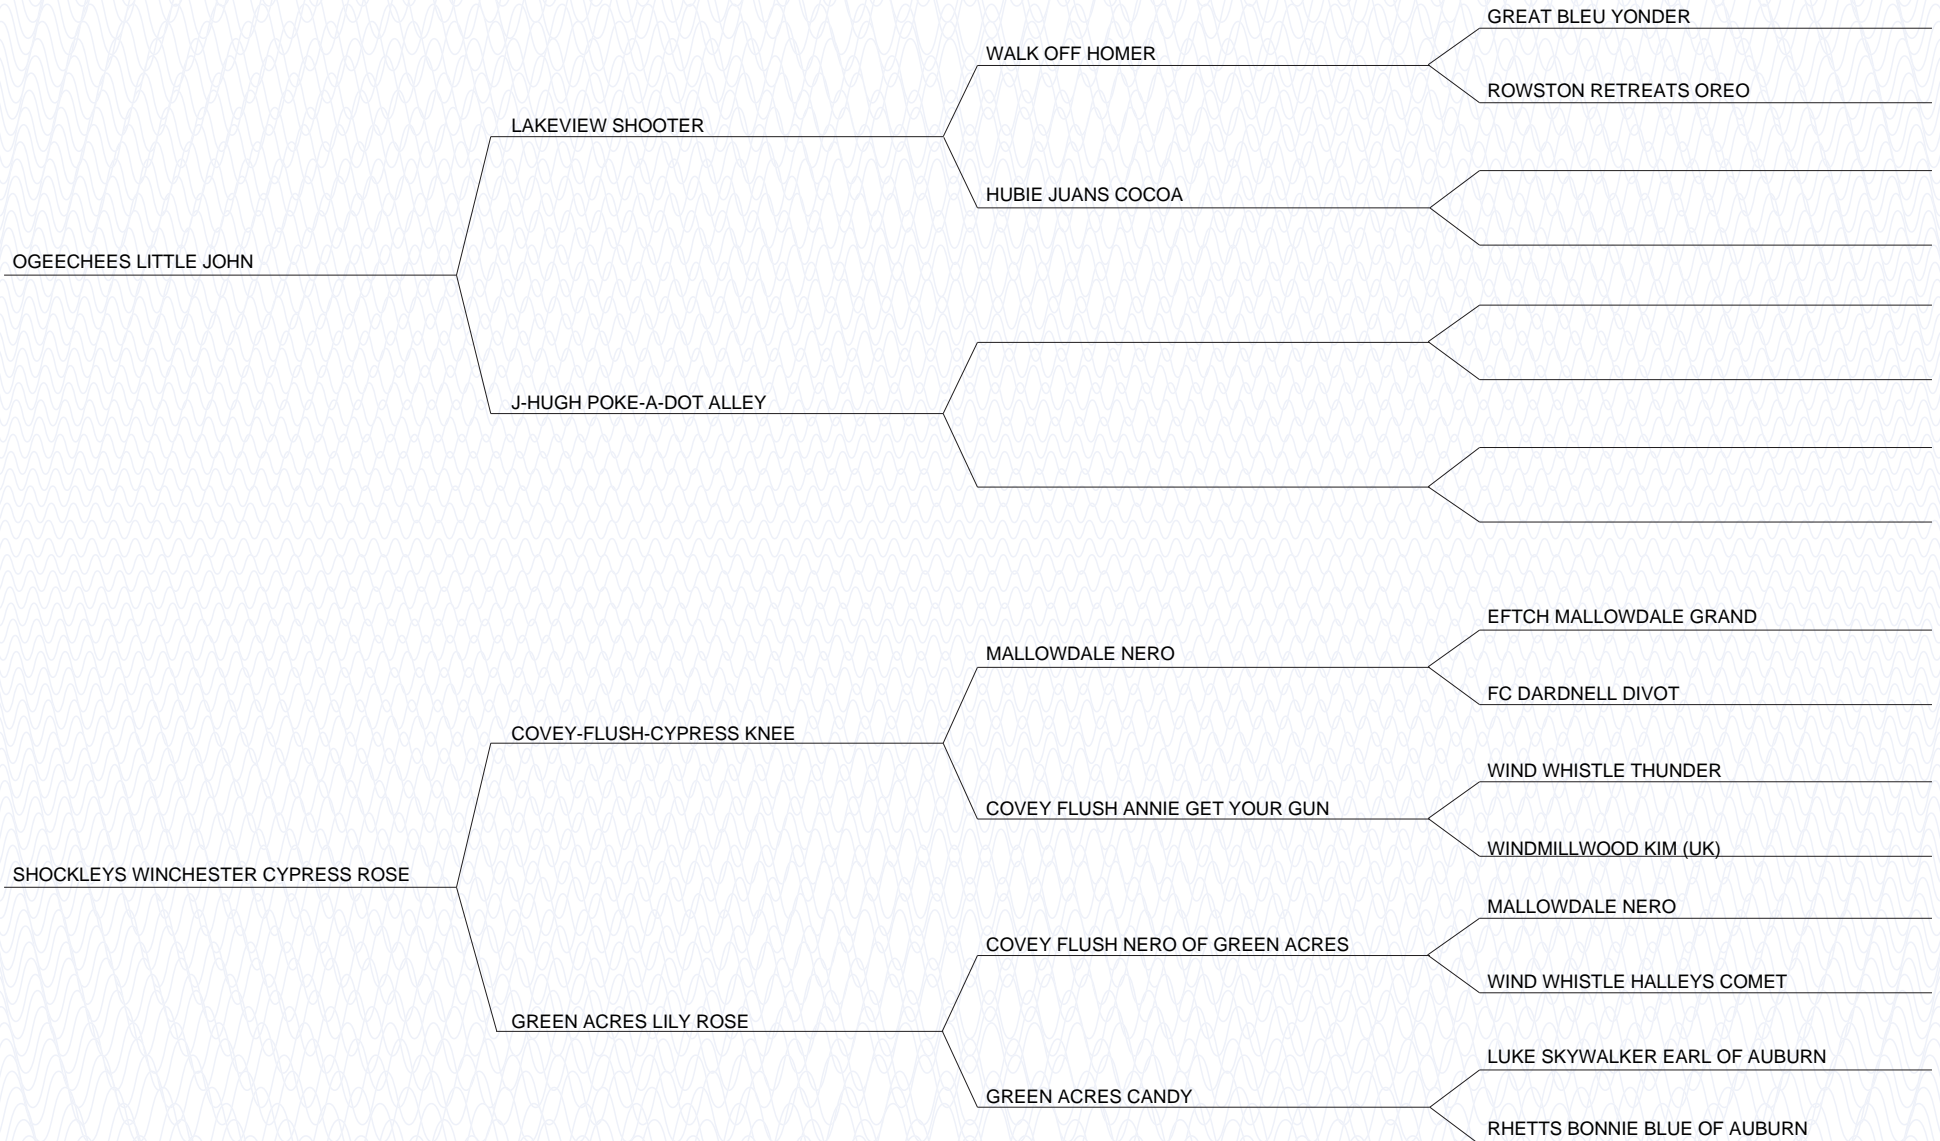 GREAT BLEU YONDER
WALK OFF HOMER
ROWSTON RETREATS OREO
LAKEVIEW SHOOTER
HUBIE JUANS COCOA
OGEECHEES LITTLE JOHN
J-HUGH POKE-A-DOT ALLEY
EFTCH MALLOWDALE GRAND
MALLOWDALE NERO
FC DARDNELL DIVOT
COVEY-FLUSH-CYPRESS KNEE
WIND WHISTLE THUNDER
COVEY FLUSH ANNIE GET YOUR GUN
WINDMILLWOOD KIM (UK)
SHOCKLEYS WINCHESTER CYPRESS ROSE
MALLOWDALE NERO
COVEY FLUSH NERO OF GREEN ACRES
WIND WHISTLE HALLEYS COMET
GREEN ACRES LILY ROSE
LUKE SKYWALKER EARL OF AUBURN
GREEN ACRES CANDY
RHETTS BONNIE BLUE OF AUBURN